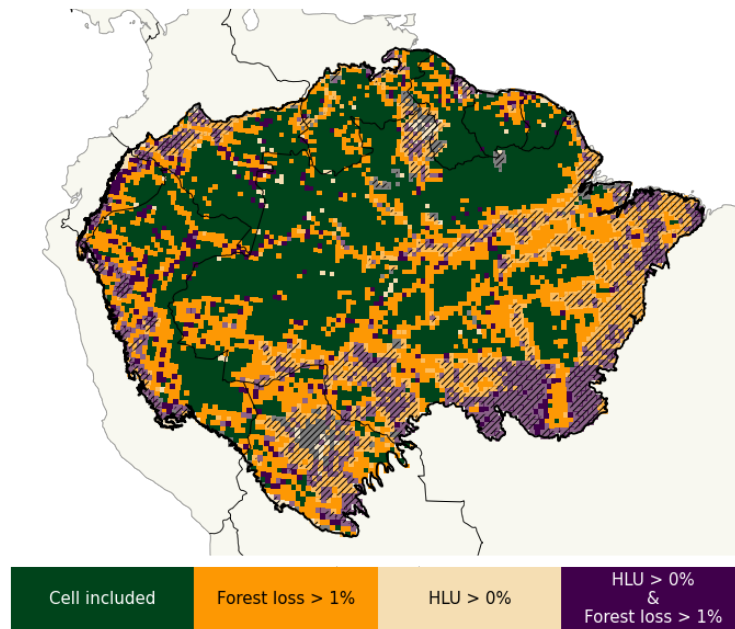 Cell included
Forest loss > 1%
HLU > 0%
HLU > 0%
&
Forest loss > 1%